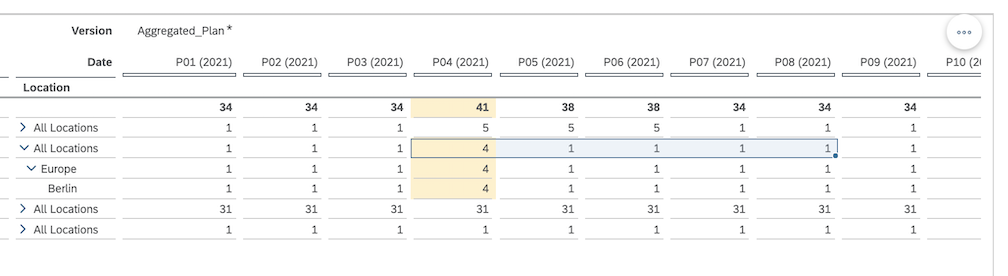 Version Aggregated_Plan *
Date P01 (2021) P02 (2021) P03 (2021) P04 (2021) P05 (2021) P06 (2021) P07 (2021) P08 (2021) P09 (2021) P10 (2
Location
34 34 34 41 38 38 34 34 34
All Locations 1 1 1 5 5 5 1 1 1
All Locations 1 1 1 4 1 1 1 1 1
Europe 1 1 1 4 1 1 1 1 1
Berlin 1 1 1 4 1 1 1 1 1
All Locations 31 31 31 31 31 31 31 31 31
All Locations 1 1 1 1 1 1 1 1 1